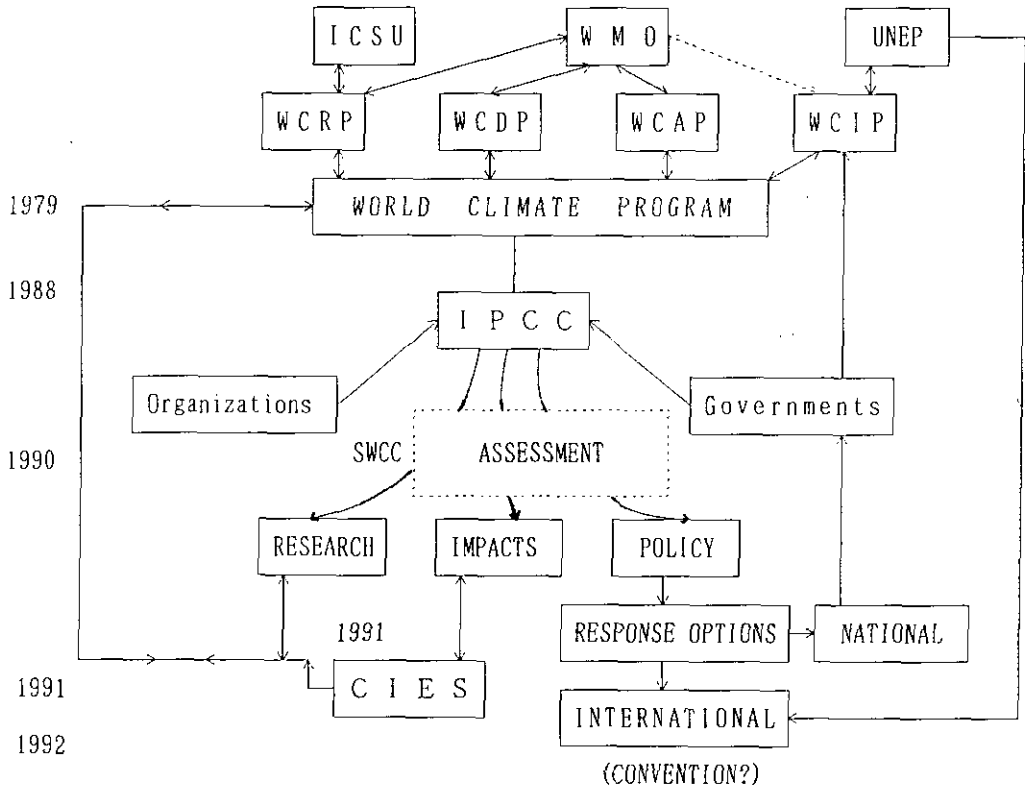 ICSU
WMO
UNEP
WCRP
WCDP
WCAP
WCIP
1979
WORLD CLIMATE PROGRAM
1988
IPCC
Organizations
Governments
1990
SWCC
ASSESSMENT
RESEARCH
IMPACTS
POLICY
1991
RESPONSE OPTIONS
NATIONAL
1991
CIES
INTERNATIONAL
1992
(CONVENTION?)